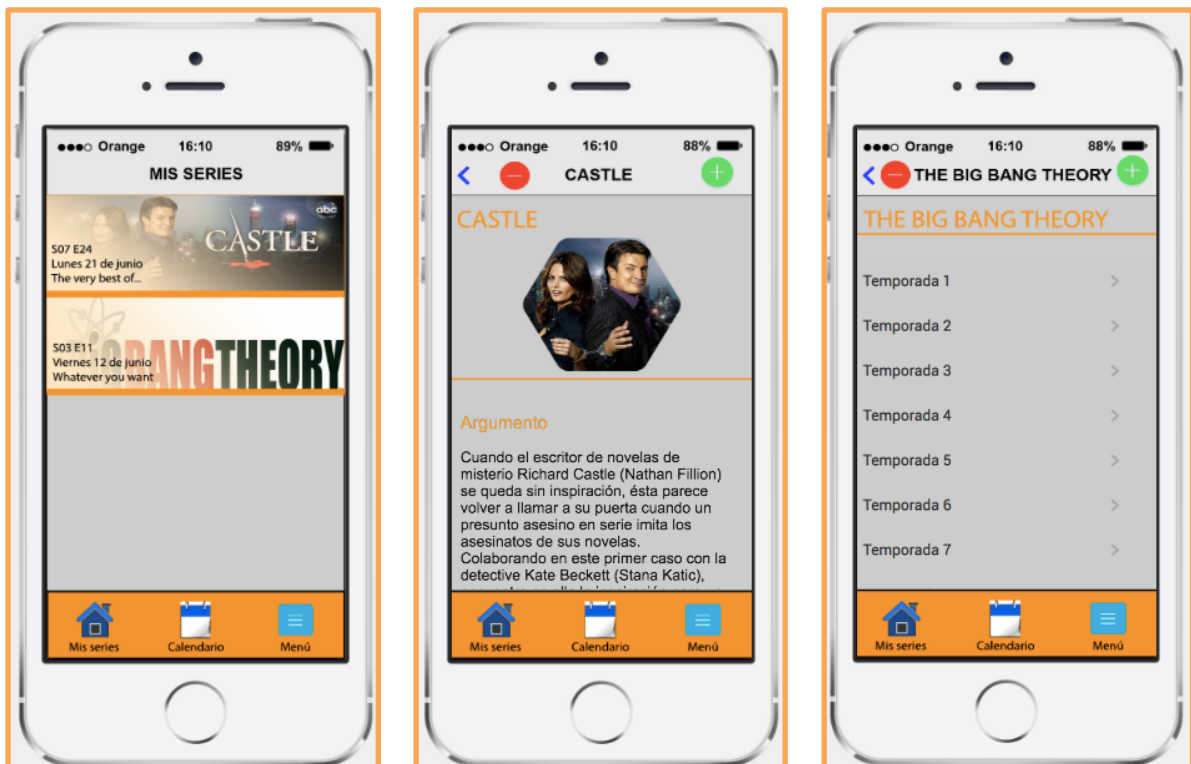 Orange 16:10 89%
MIS SERIES
abc
CASTLE
S07 E24
Lunes 21 de junio
The very best of...
BANGTHEORY
S03 E11
Viernes 12 de junio
Whatever you want
Mis series Calendario Menú
Orange 16:10 88%
CASTLE
CASTLE
Argumento
Cuando el escritor de novelas de
misterio Richard Castle (Nathan Fillion)
se queda sin inspiración, ésta parece
volver a llamar a su puerta cuando un
presunto asesino en serie imita los
asesinatos de sus novelas.
Colaborando en este primer caso con la
detective Kate Beckett (Stana Katic),
Mis series Calendario Menú
Orange 16:10 88%
THE BIG BANG THEORY
THE BIG BANG THEORY
Temporada 1
Temporada 2
Temporada 3
Temporada 4
Temporada 5
Temporada 6
Temporada 7
Mis series Calendario Menú